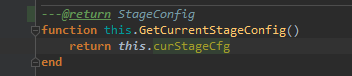 ---@return StageConfig
function this.GetCurrentStageConfig()
    return this.curStageCfg
end